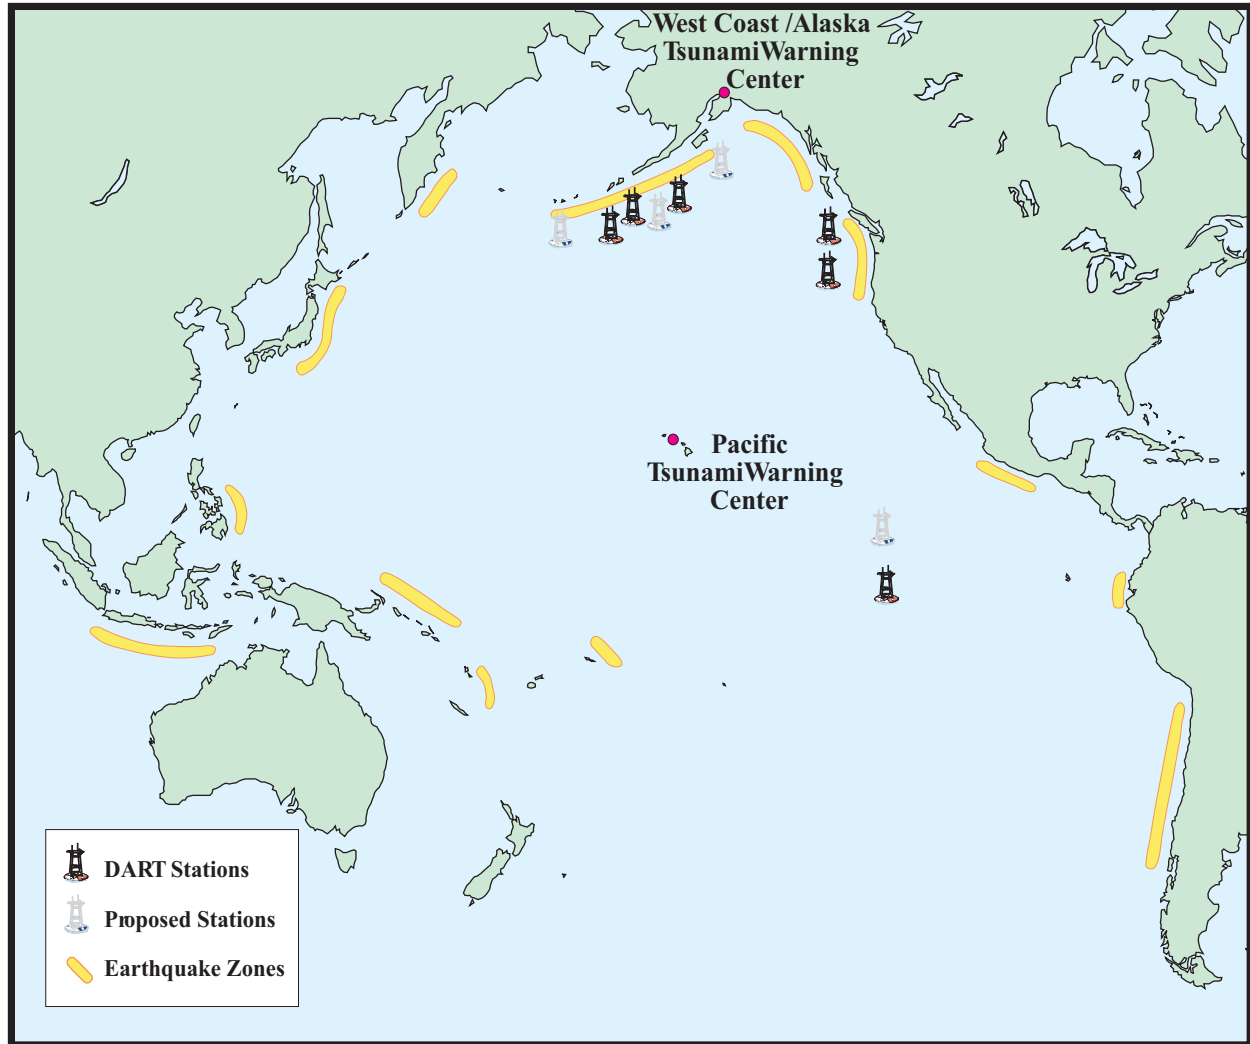 West Coast /Alaska
TsunamiWarning
Center
Pacific
TsunamiWarning
Center
DART Stations
Proposed Stations
Earthquake Zones